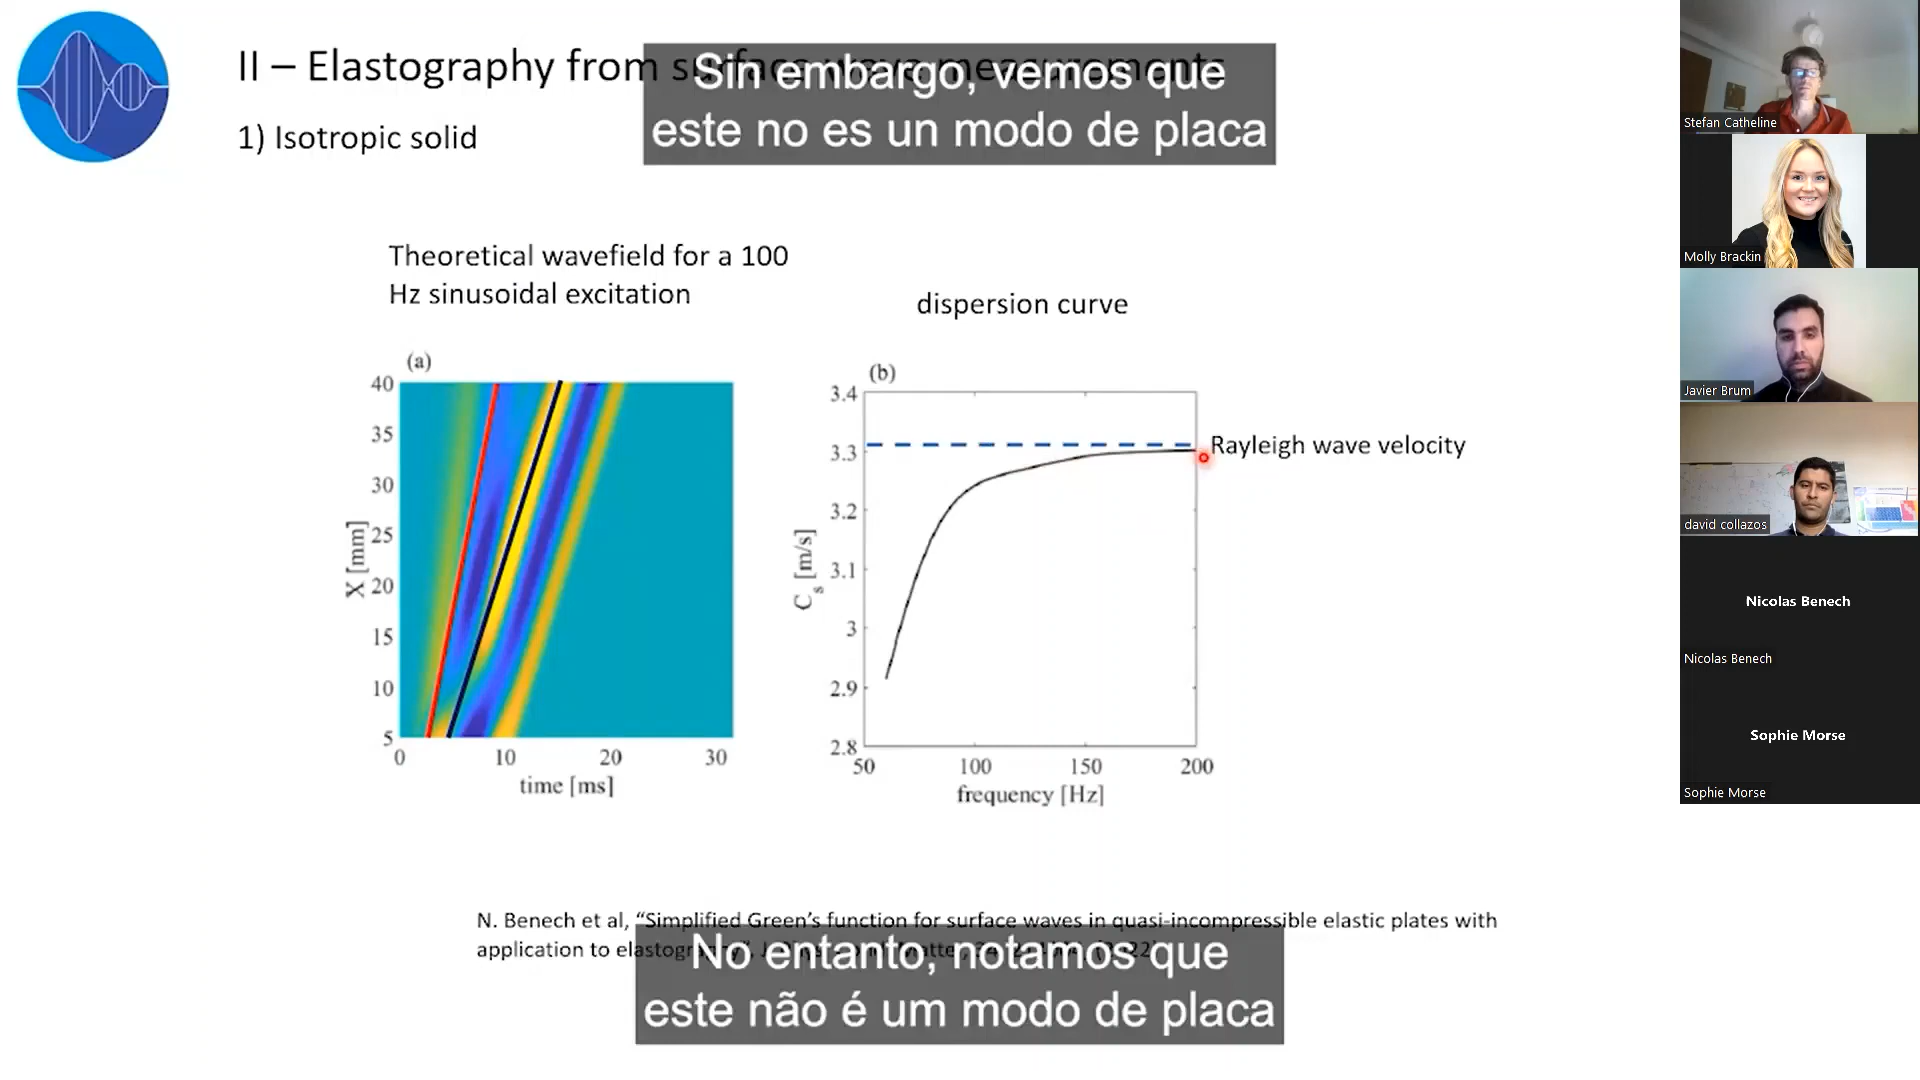 II – Elastography from surface wave measurements
Sin embargo, vemos que
este no es un modo de placa
1) Isotropic solid
Theoretical wavefield for a 100
Hz sinusoidal excitation
dispersion curve
(a)
40
35
30
25
20
15
10
5
X [mm]
0 10 20 30
time [ms]
(b)
3.4
3.3
3.2
3.1
3
2.9
2.8
C_s [m/s]
50 100 150 200
frequency [Hz]
Rayleigh wave velocity
N. Benech et al, “Simplified Green’s function for surface waves in quasi-incompressible elastic plates with
application to elastography”. J.
No entanto, notamos que
este não é um modo de placa
Stefan Catheline
Molly Brackin
Javier Brum
david collazos
Nicolas Benech
Nicolas Benech
Sophie Morse
Sophie Morse